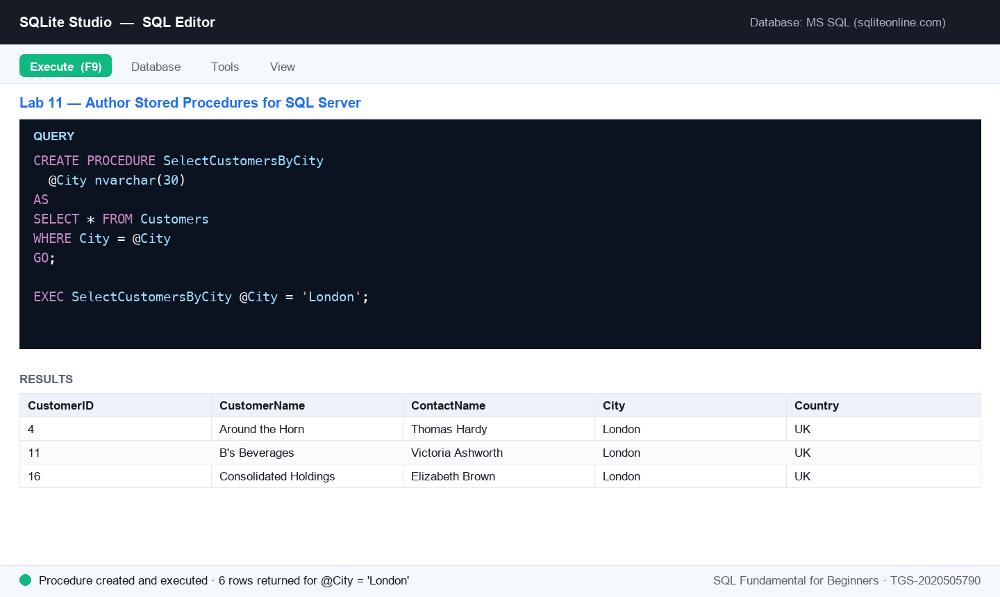 SQLite Studio — SQL Editor
Database: MS SQL (sqliteonline.com)
Execute (F9)
Database
Tools
View
Lab 11 — Author Stored Procedures for SQL Server
QUERY
CREATE PROCEDURE SelectCustomersByCity
  @City nvarchar(30)
AS
SELECT * FROM Customers
WHERE City = @City
GO;
EXEC SelectCustomersByCity @City = 'London';
RESULTS
CustomerID CustomerName ContactName City Country
4 Around the Horn Thomas Hardy London UK
11 B's Beverages Victoria Ashworth London UK
16 Consolidated Holdings Elizabeth Brown London UK
Procedure created and executed · 6 rows returned for @City = 'London'
SQL Fundamental for Beginners · TGS-2020505790